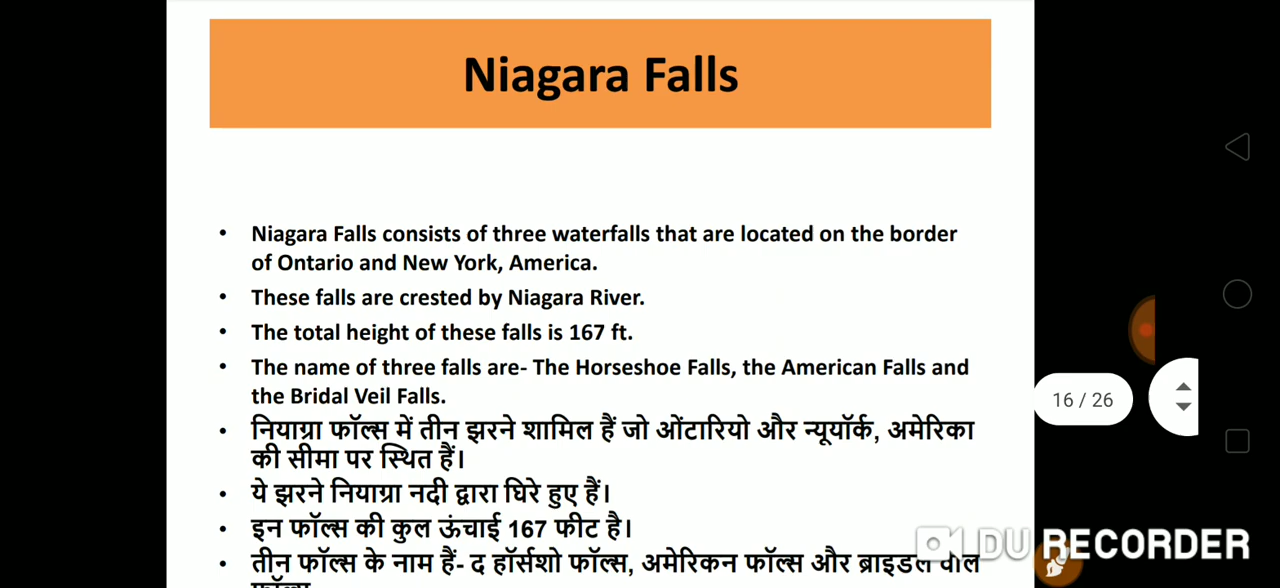 Niagara Falls
• Niagara Falls consists of three waterfalls that are located on the border
of Ontario and New York, America.
• These falls are crested by Niagara River.
• The total height of these falls is 167 ft.
• The name of three falls are- The Horseshoe Falls, the American Falls and
the Bridal Veil Falls.
• नियाग्रा फॉल्स में तीन झरने शामिल हैं जो ओंटारियो और न्यूयॉर्क, अमेरिका
की सीमा पर स्थित हैं।
• ये झरने नियाग्रा नदी द्वारा घिरे हुए हैं।
• इन फॉल्स की कुल ऊंचाई 167 फीट है।
• तीन फॉल्स के नाम हैं- द हॉर्सशो फॉल्स, अमेरिकन फॉल्स और ब्राइडल
16 / 26
DU RECORDER